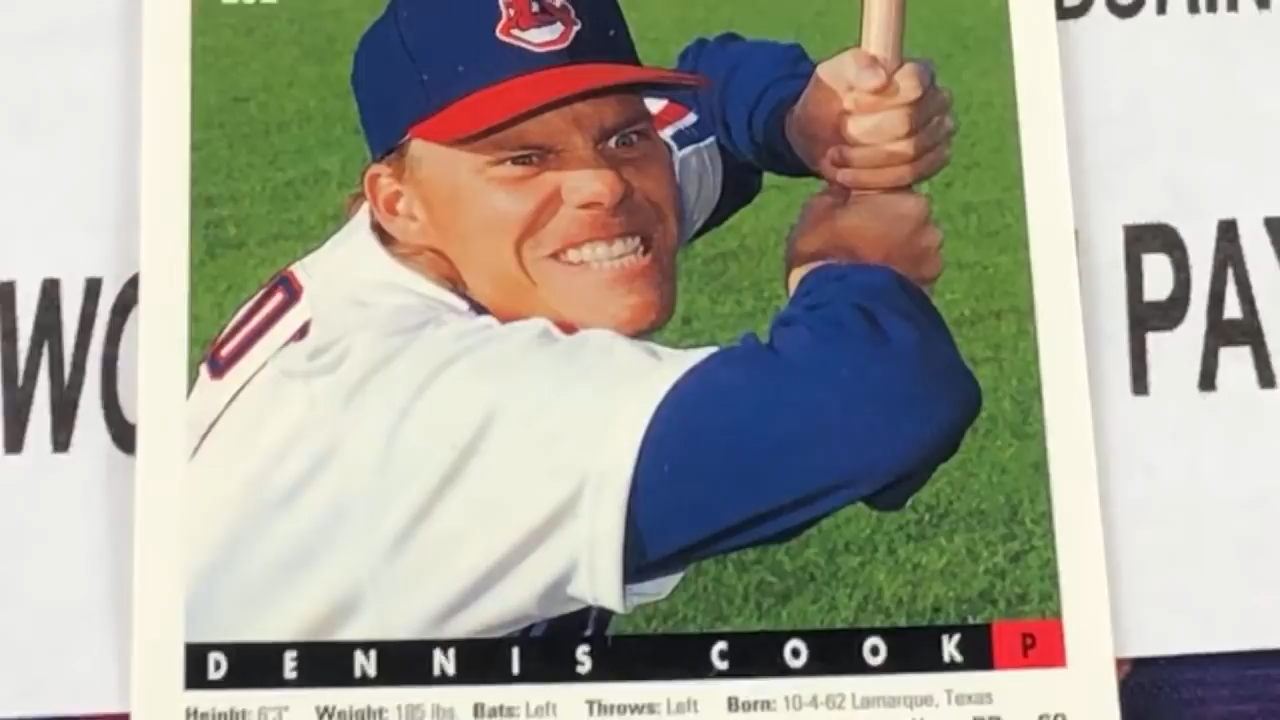 WO
PAY
DENNIS COOK P
Height: 6'3" Weight: 185 lbs. Bats: Left Throws: Left Born: 10-4-62 Lamarque, Texas